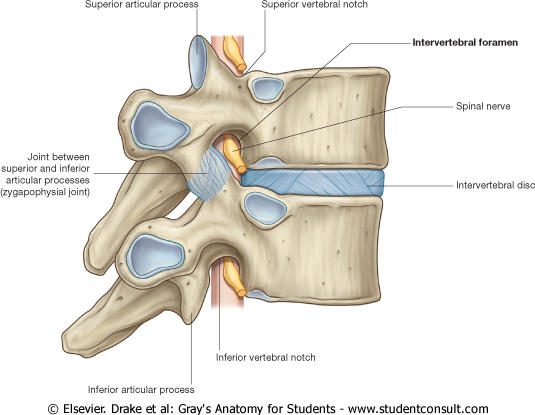 Superior articular process
Superior vertebral notch
Intervertebral foramen
Spinal nerve
Joint between
superior and inferior
articular processes
(zygapophysial joint)
Intervertebral disc
Inferior vertebral notch
Inferior articular process
© Elsevier. Drake et al: Gray's Anatomy for Students - www.studentconsult.com